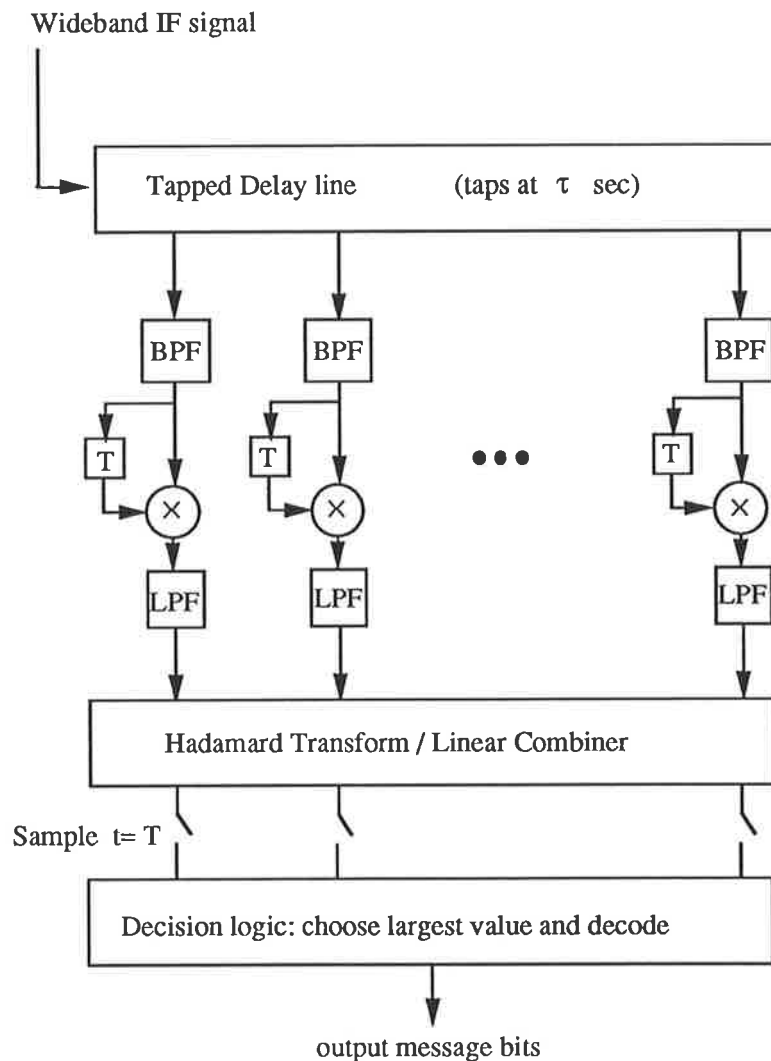 Wideband IF signal
Tapped Delay line (taps at τ sec)
BPF BPF BPF
T T T
× × ×
LPF LPF LPF
Hadamard Transform / Linear Combiner
Sample t= T
Decision logic: choose largest value and decode
output message bits